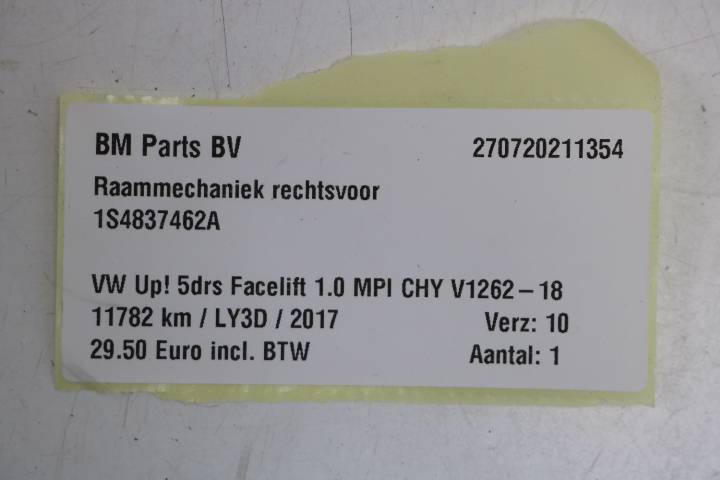 BM Parts BV 270720211354
Raammechaniek rechtsvoor
1S4837462A
VW Up! 5drs Facelift 1.0 MPI CHY V1262-18
11782 km / LY3D / 2017 Verz: 10
29.50 Euro incl. BTW Aantal: 1